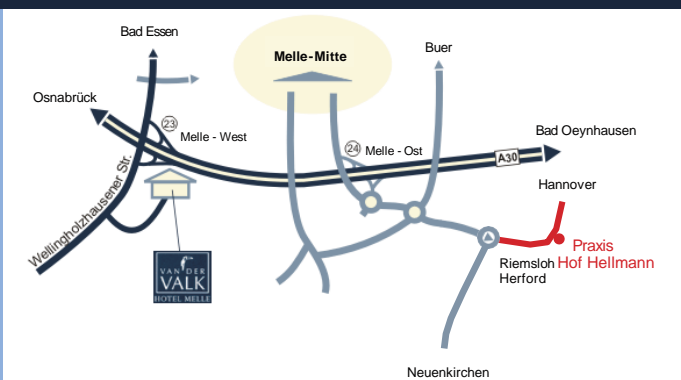 Bad Essen
Melle-Mitte
Buer
Osnabrück
23
Melle - West
24
Melle - Ost
A30
Bad Oeynhausen
Hannover
Wellingholzhausener Str.
Praxis
Riemsloh Hof Hellmann
Herford
VAN DER
VALK
HOTEL MELLE
Neuenkirchen